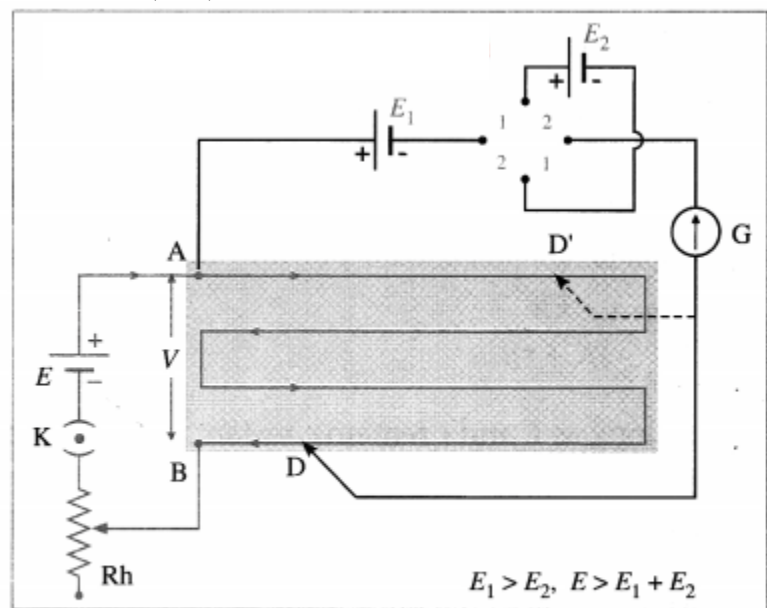 E₂
+ -
E₁
+ -
1 2
2 1
G
A
D'
+
E
V
−
K
B
D
Rh
E₁ > E₂, E > E₁ + E₂